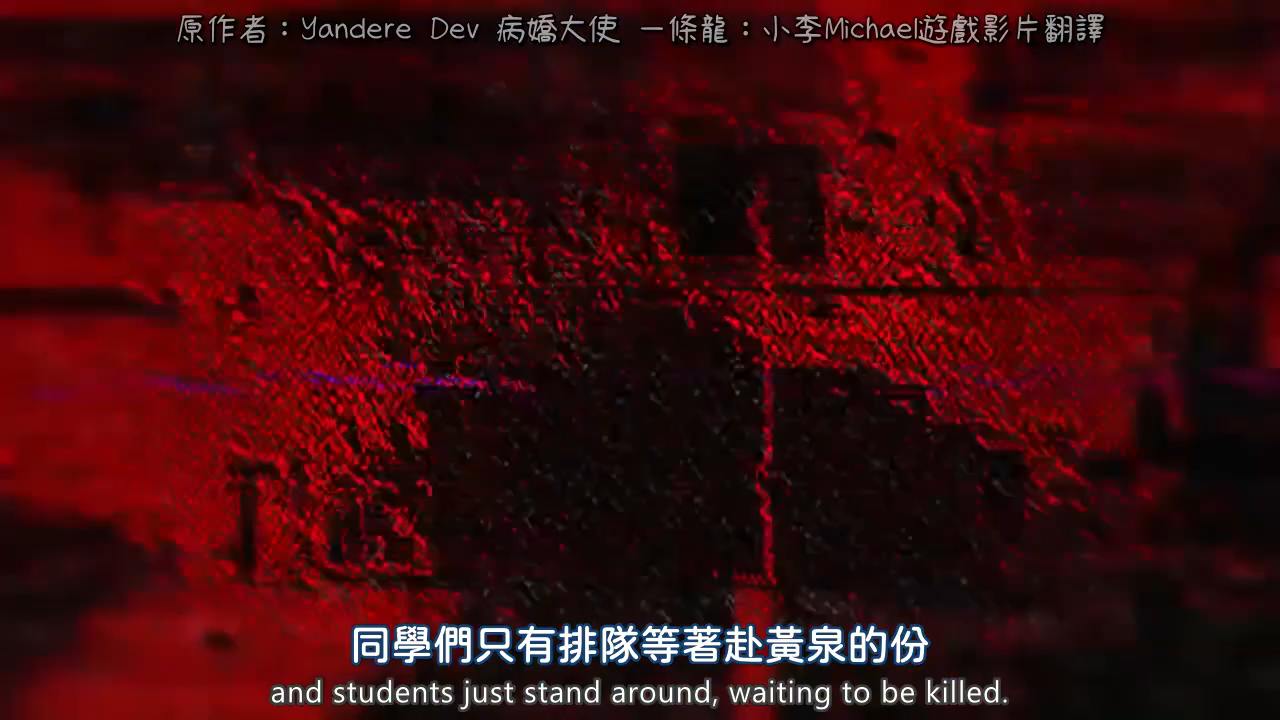 原作者：Yandere Dev 病嬌大使 一條龍：小李Michael遊戲影片翻譯
同學們只有排隊等著赴黃泉的份
and students just stand around, waiting to be killed.